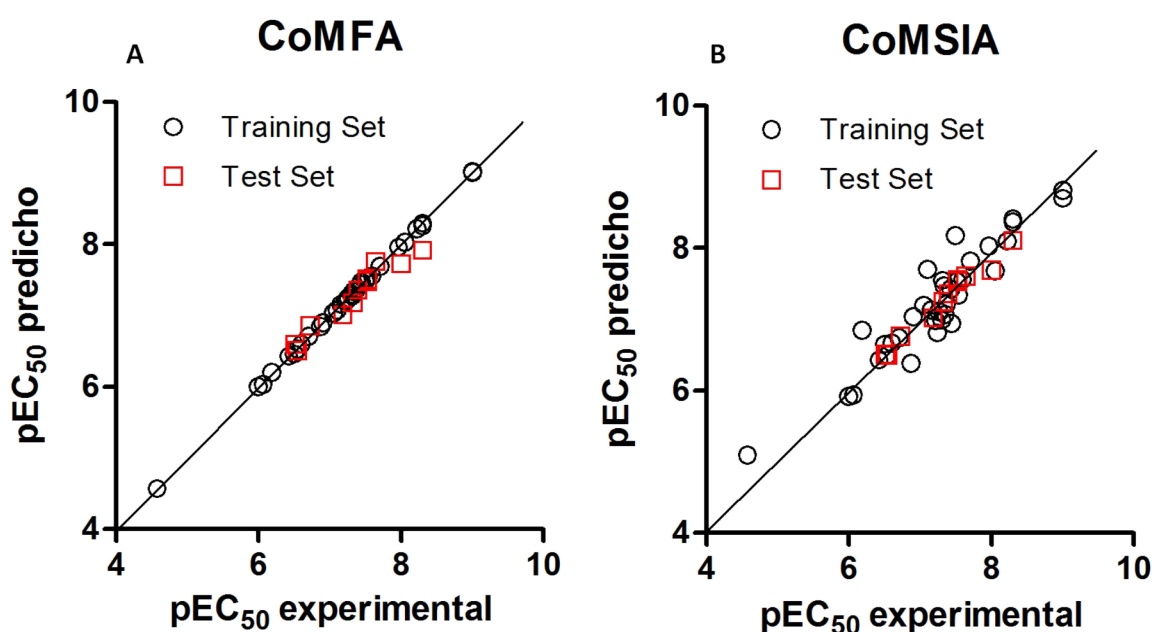 A
CoMFA
10
8
6
4
4
6
8
10
Training Set
Test Set
pEC50 predicho
pEC50 experimental
B
CoMSIA
10
8
6
4
4
6
8
10
Training Set
Test Set
pEC50 predicho
pEC50 experimental